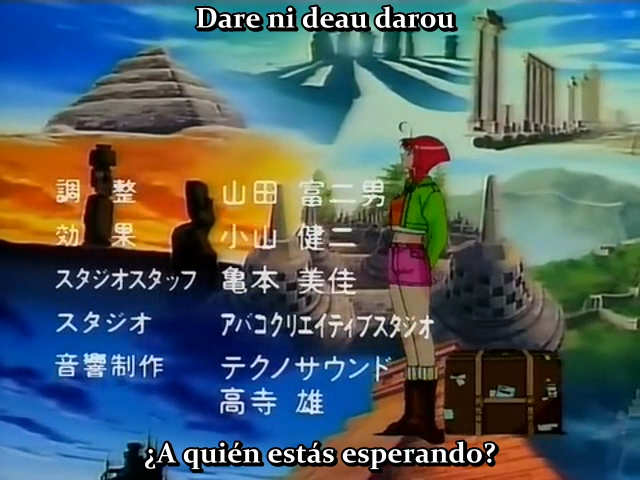 Dare ni deau darou
調 整 山田 富二男
効 果 小山 健二
スタジオスタッフ 亀本 美佳
スタジオ アバコクリエイティブスタジオ
音響制作 テクノサウンド
高寺 雄
¿A quién estás esperando?